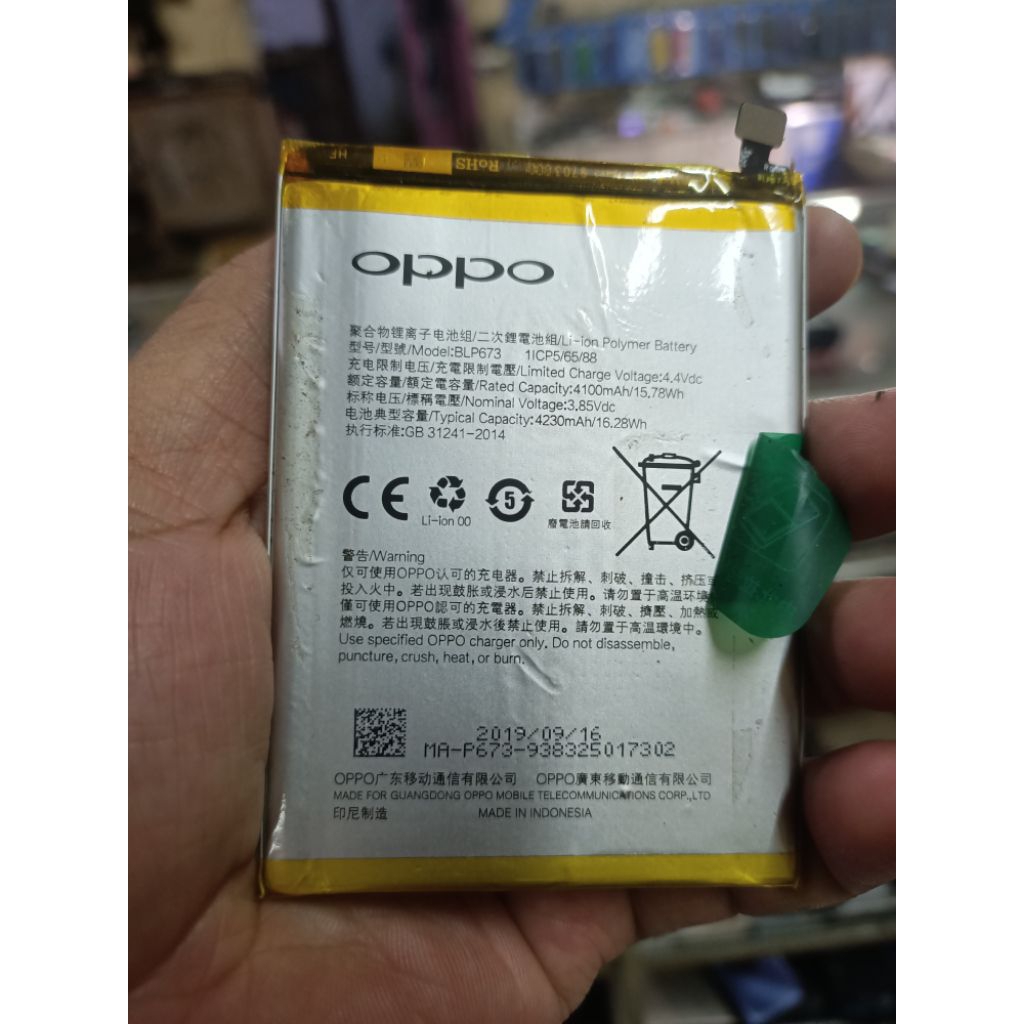 HF
RoHS
oppo
聚合物锂离子电池组/二次鋰電池組/Li-ion Polymer Battery
型号/型號/Model:BLP673 1ICP5/65/88
充电限制电压/充電限制電壓/Limited Charge Voltage:4.4Vdc
额定容量/額定電容量/Rated Capacity:4100mAh/15.78Wh
标称电压/標稱電壓/Nominal Voltage:3.85Vdc
电池典型容量/Typical Capacity:4230mAh/16.28Wh
执行标准:GB 31241-2014
CE
Li-ion 00
5
廢電池請回收
警告/Warning
仅可使用OPPO认可的充电器。禁止拆解、刺破、撞击、挤压或
投入火中。若出现鼓胀或浸水后禁止使用。请勿置于高温环境
僅可使用OPPO認可的充電器。禁止拆解、刺破、擠壓、加熱或
燃燒。若出現鼓脹或浸水後禁止使用。請勿置于高溫環境中。
Use specified OPPO charger only. Do not disassemble,
puncture, crush, heat, or burn.
2019/09/16
MA-P673-938325017302
OPPO广东移动通信有限公司 OPPO廣東移動通信有限公司
MADE FOR GUANGDONG OPPO MOBILE TELECOMMUNICATIONS CORP.,LTD
印尼制造 MADE IN INDONESIA